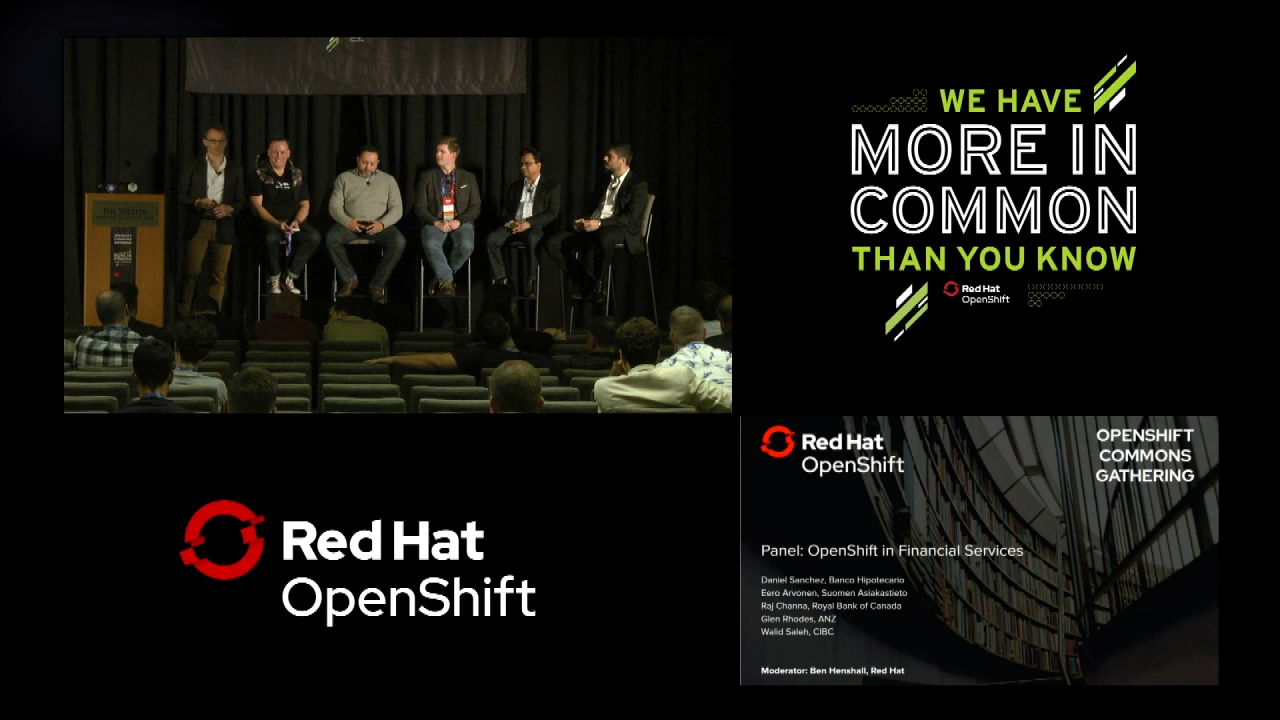 THE WESTIN
WE HAVE
MORE IN
COMMON
THAN YOU KNOW
Red Hat
OpenShift
Red Hat
OpenShift
OPENSHIFT
COMMONS
GATHERING
Panel: OpenShift in Financial Services
Daniel Sanchez, Banco Hipotecario
Eero Arvonen, Suomen Asiakastieto
Raj Channa, Royal Bank of Canada
Glen Rhodes, ANZ
Walid Saleh, CIBC
Moderator: Ben Henshall, Red Hat
Red Hat
OpenShift